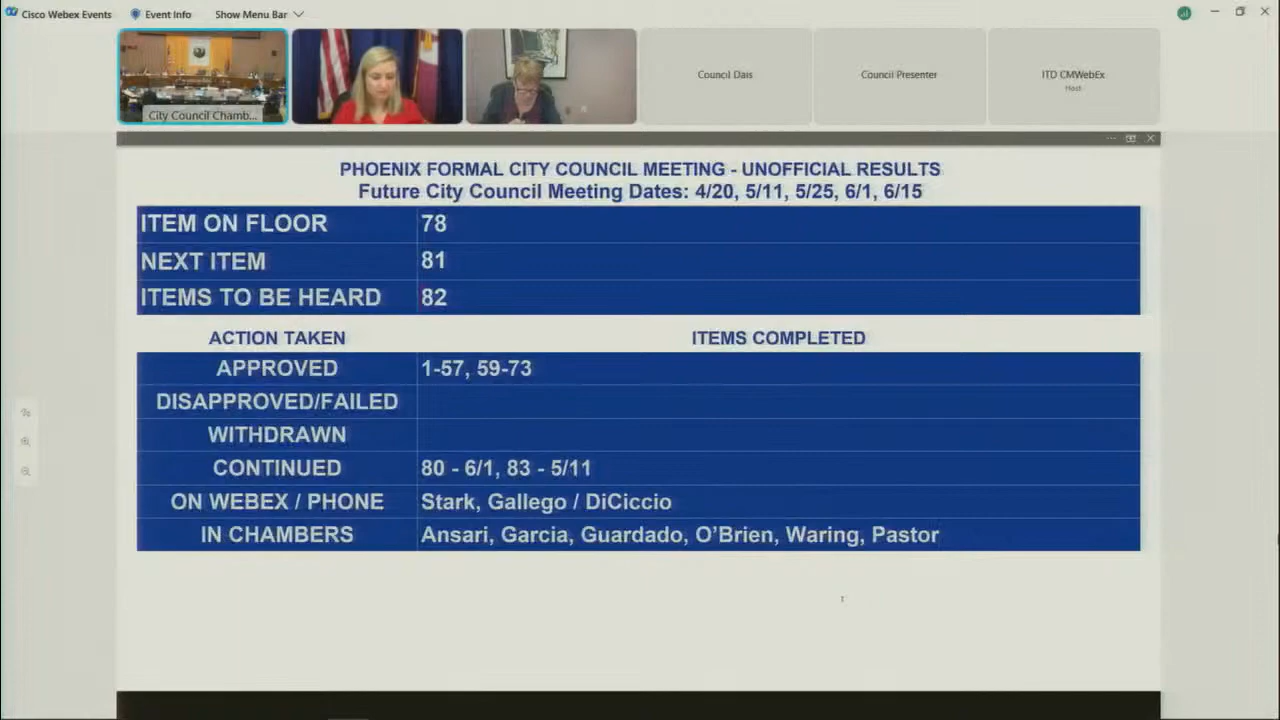 Cisco Webex Events
Event Info
Show Menu Bar
City Council Chamb...
Council Dais
Council Presenter
ITD CMWebEx
Host
PHOENIX FORMAL CITY COUNCIL MEETING - UNOFFICIAL RESULTS
Future City Council Meeting Dates: 4/20, 5/11, 5/25, 6/1, 6/15
ITEM ON FLOOR 78
NEXT ITEM 81
ITEMS TO BE HEARD 82
ACTION TAKEN ITEMS COMPLETED
APPROVED 1-57, 59-73
DISAPPROVED/FAILED
WITHDRAWN
CONTINUED 80 - 6/1, 83 - 5/11
ON WEBEX / PHONE Stark, Gallego / DiCiccio
IN CHAMBERS Ansari, Garcia, Guardado, O'Brien, Waring, Pastor